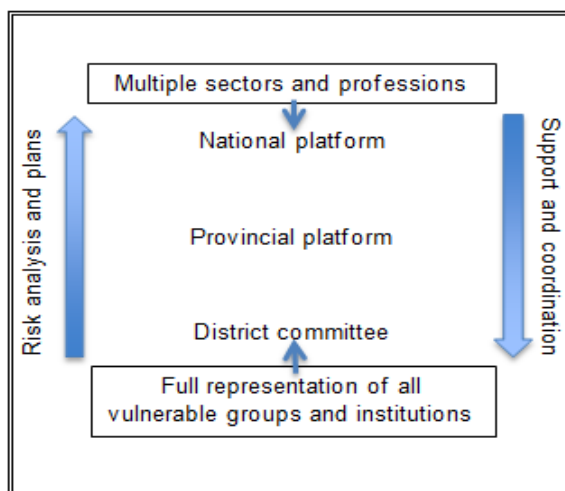 Multiple sectors and professions
National platform
Provincial platform
District committee
Full representation of all
vulnerable groups and institutions
Risk analysis and plans
Support and coordination